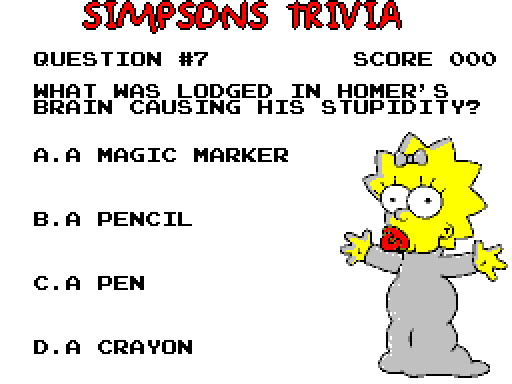 SIMPSONS TRIVIA
QUESTION #7 SCORE 000
WHAT WAS LODGED IN HOMER'S
BRAIN CAUSING HIS STUPIDITY?
A.A MAGIC MARKER
B.A PENCIL
C.A PEN
D.A CRAYON